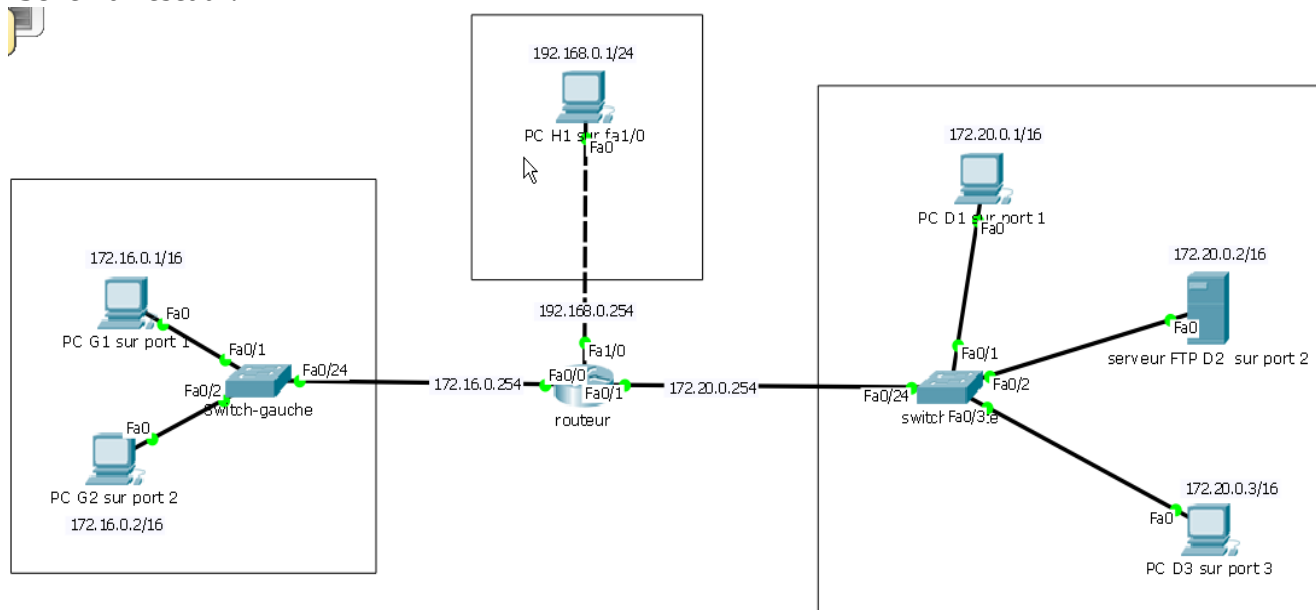 192.168.0.1/24
PC H1 sur fa1/0
Fa0
192.168.0.254
Fa1/0
172.16.0.1/16
Fa0
PC G1 sur port 1
Fa0/1
Fa0/2
Fa0/24
Switch-gauche
Fa0
PC G2 sur port 2
172.16.0.2/16
172.16.0.254
Fa0/0
Fa0/1
routeur
172.20.0.254
172.20.0.1/16
PC D1 sur port 1
Fa0
172.20.0.2/16
Fa0
serveur FTP D2 sur port 2
Fa0/1
Fa0/2
Fa0/24
Fa0/3
172.20.0.3/16
Fa0
PC D3 sur port 3